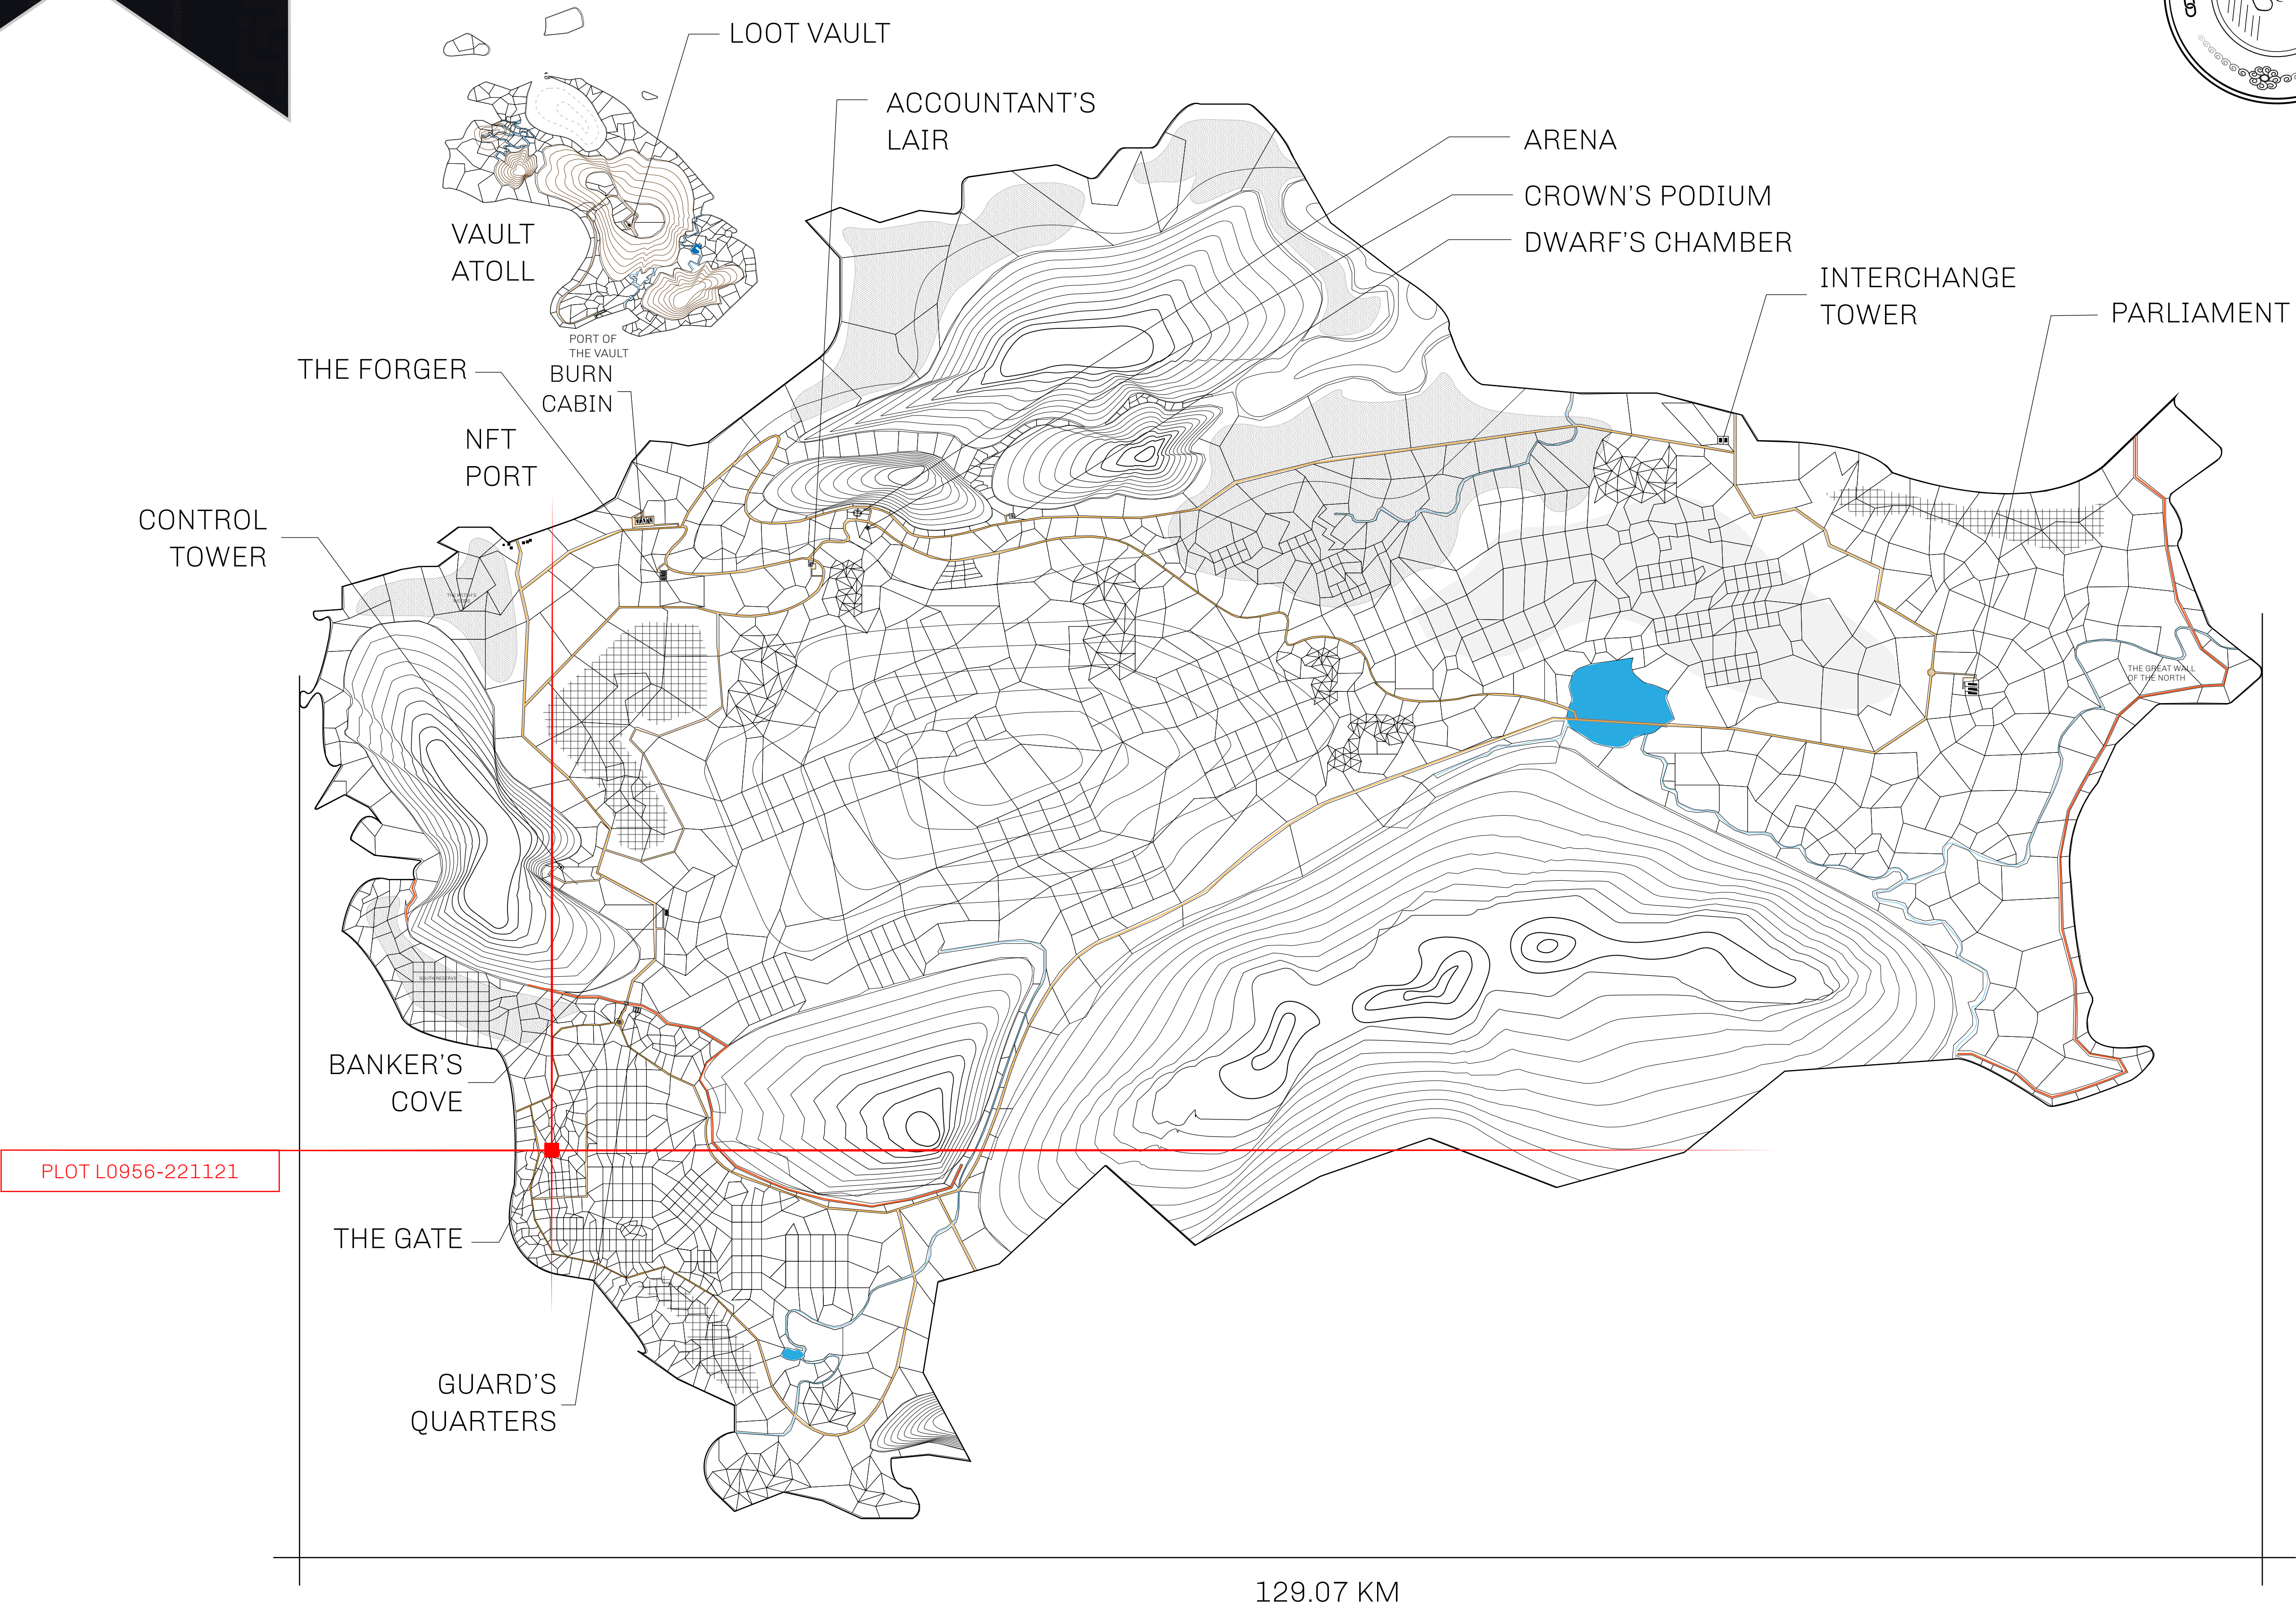 LOOT VAULT
ACCOUNTANT'S
LAIR
ARENA
CROWN'S PODIUM
DWARF'S CHAMBER
INTERCHANGE
TOWER
PARLIAMENT
VAULT
ATOLL
PORT OF
THE VAULT
THE FORGER
BURN
CABIN
NFT
PORT
CONTROL
TOWER
THE GREAT WALL
OF THE NORTH
BANKER'S
COVE
PLOT L0956-221121
THE GATE
GUARD'S
QUARTERS
129.07 KM